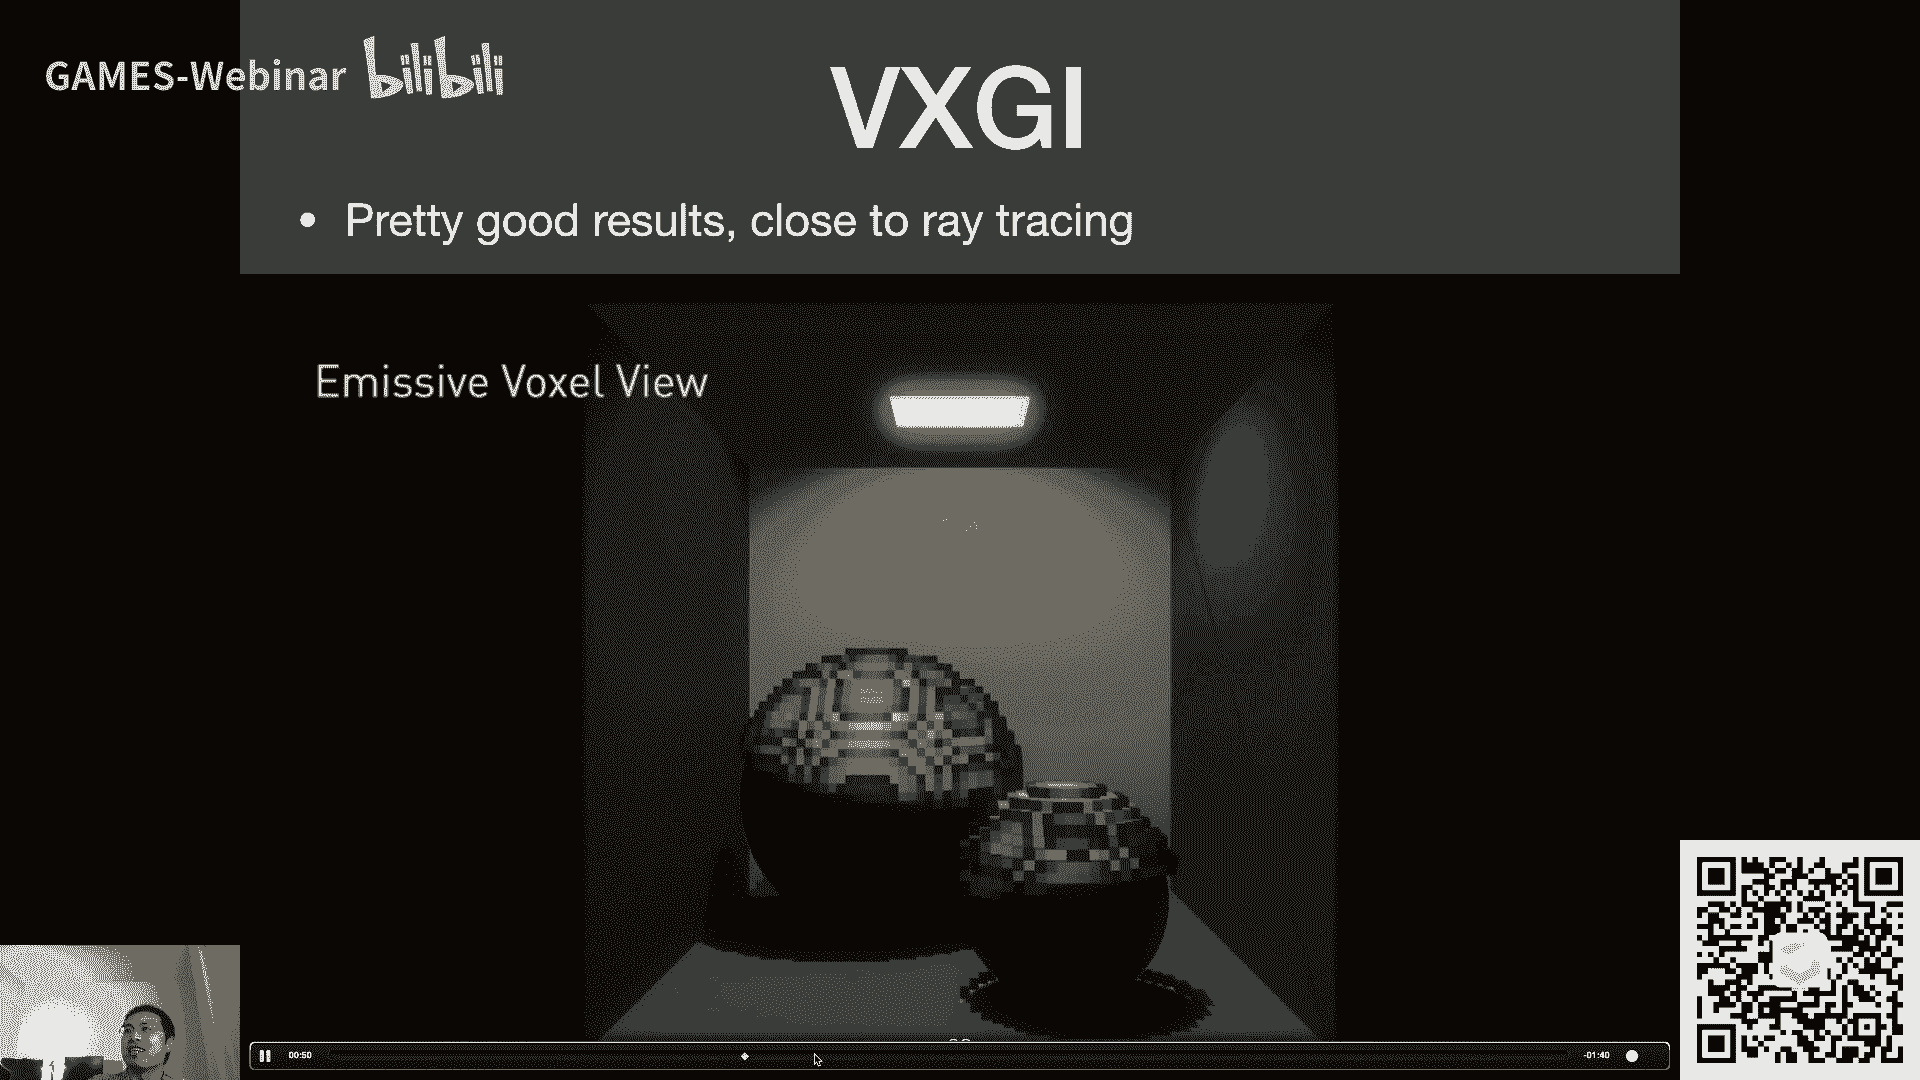 GAMES-Webinar bilibili
VXGI
• Pretty good results, close to ray tracing
Emissive Voxel View
00:50
-01:40